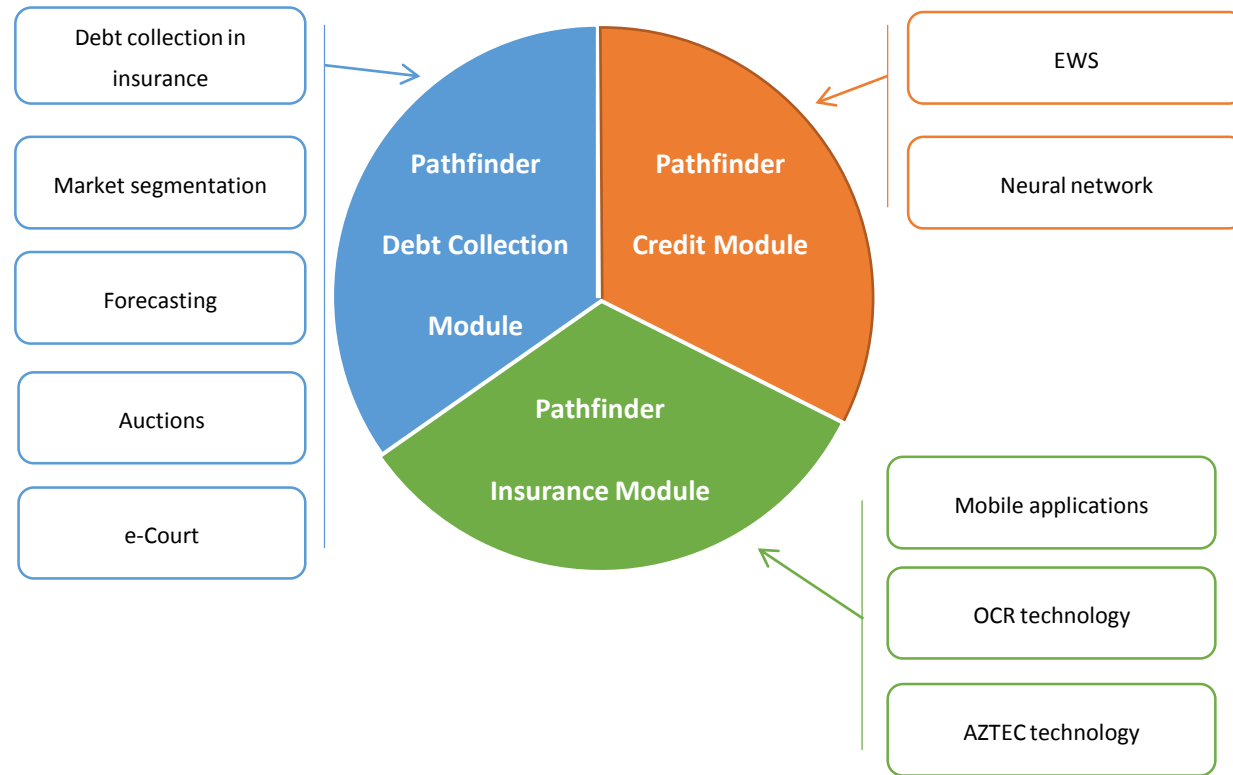 Debt collection in
insurance
Market segmentation
Forecasting
Auctions
e-Court
Pathfinder
Debt Collection
Module
Pathfinder
Credit Module
Pathfinder
Insurance Module
EWS
Neural network
Mobile applications
OCR technology
AZTEC technology